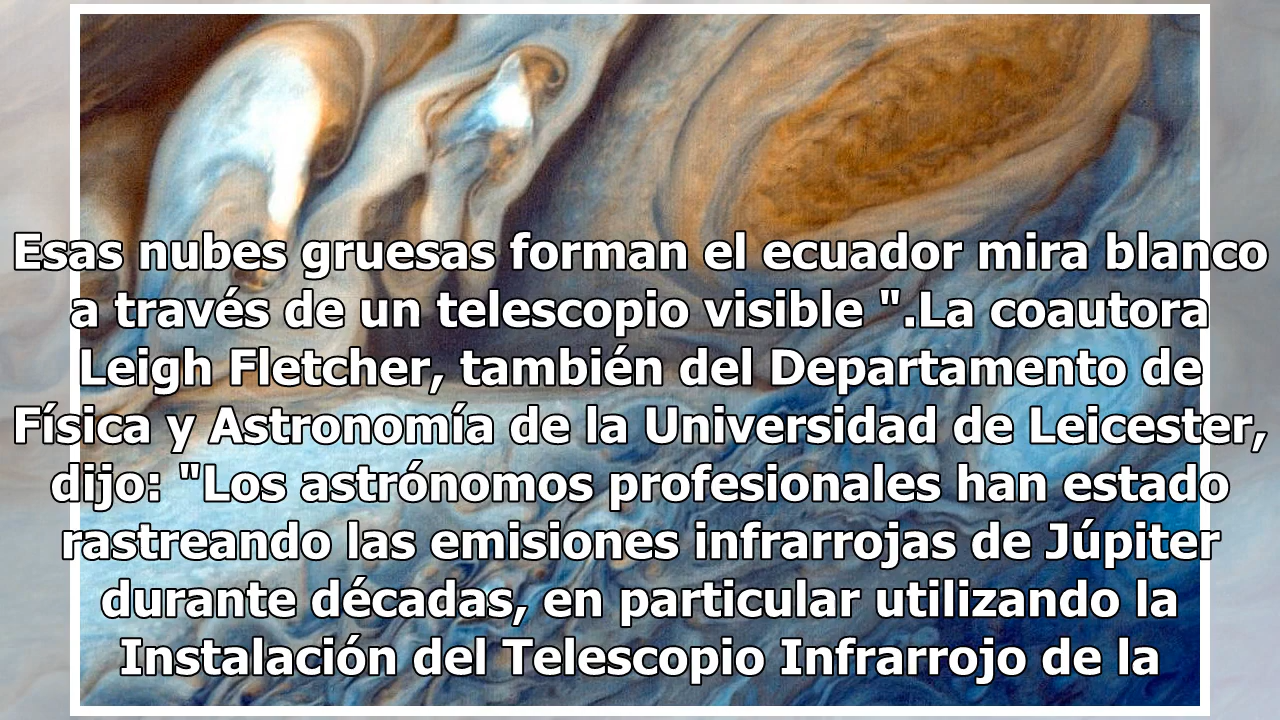 Esas nubes gruesas forman el ecuador mira blanco
a través de un telescopio visible ".La coautora
Leigh Fletcher, también del Departamento de
Física y Astronomía de la Universidad de Leicester,
dijo: "Los astrónomos profesionales han estado
rastreando las emisiones infrarrojas de Júpiter
durante décadas, en particular utilizando la
Instalación del Telescopio Infrarrojo de la